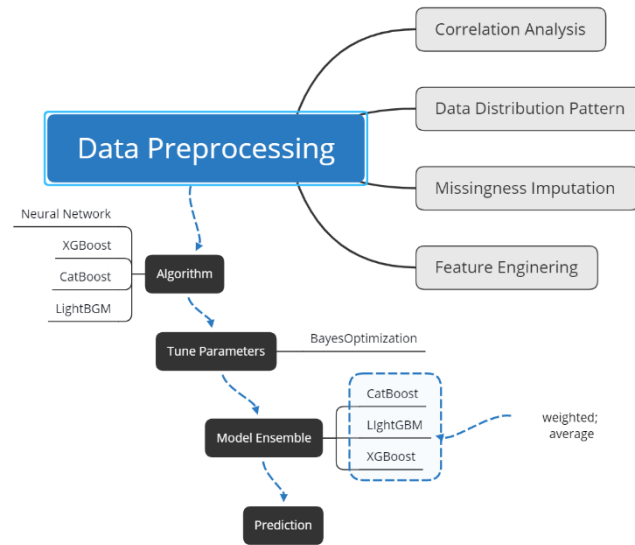 Correlation Analysis
Data Distribution Pattern
Data Preprocessing
Missingness Imputation
Feature Enginering
Neural Network
XGBoost
CatBoost
LightBGM
Algorithm
Tune Parameters
BayesOptimization
Model Ensemble
CatBoost
LIghtGBM
XGBoost
weighted;
average
Prediction